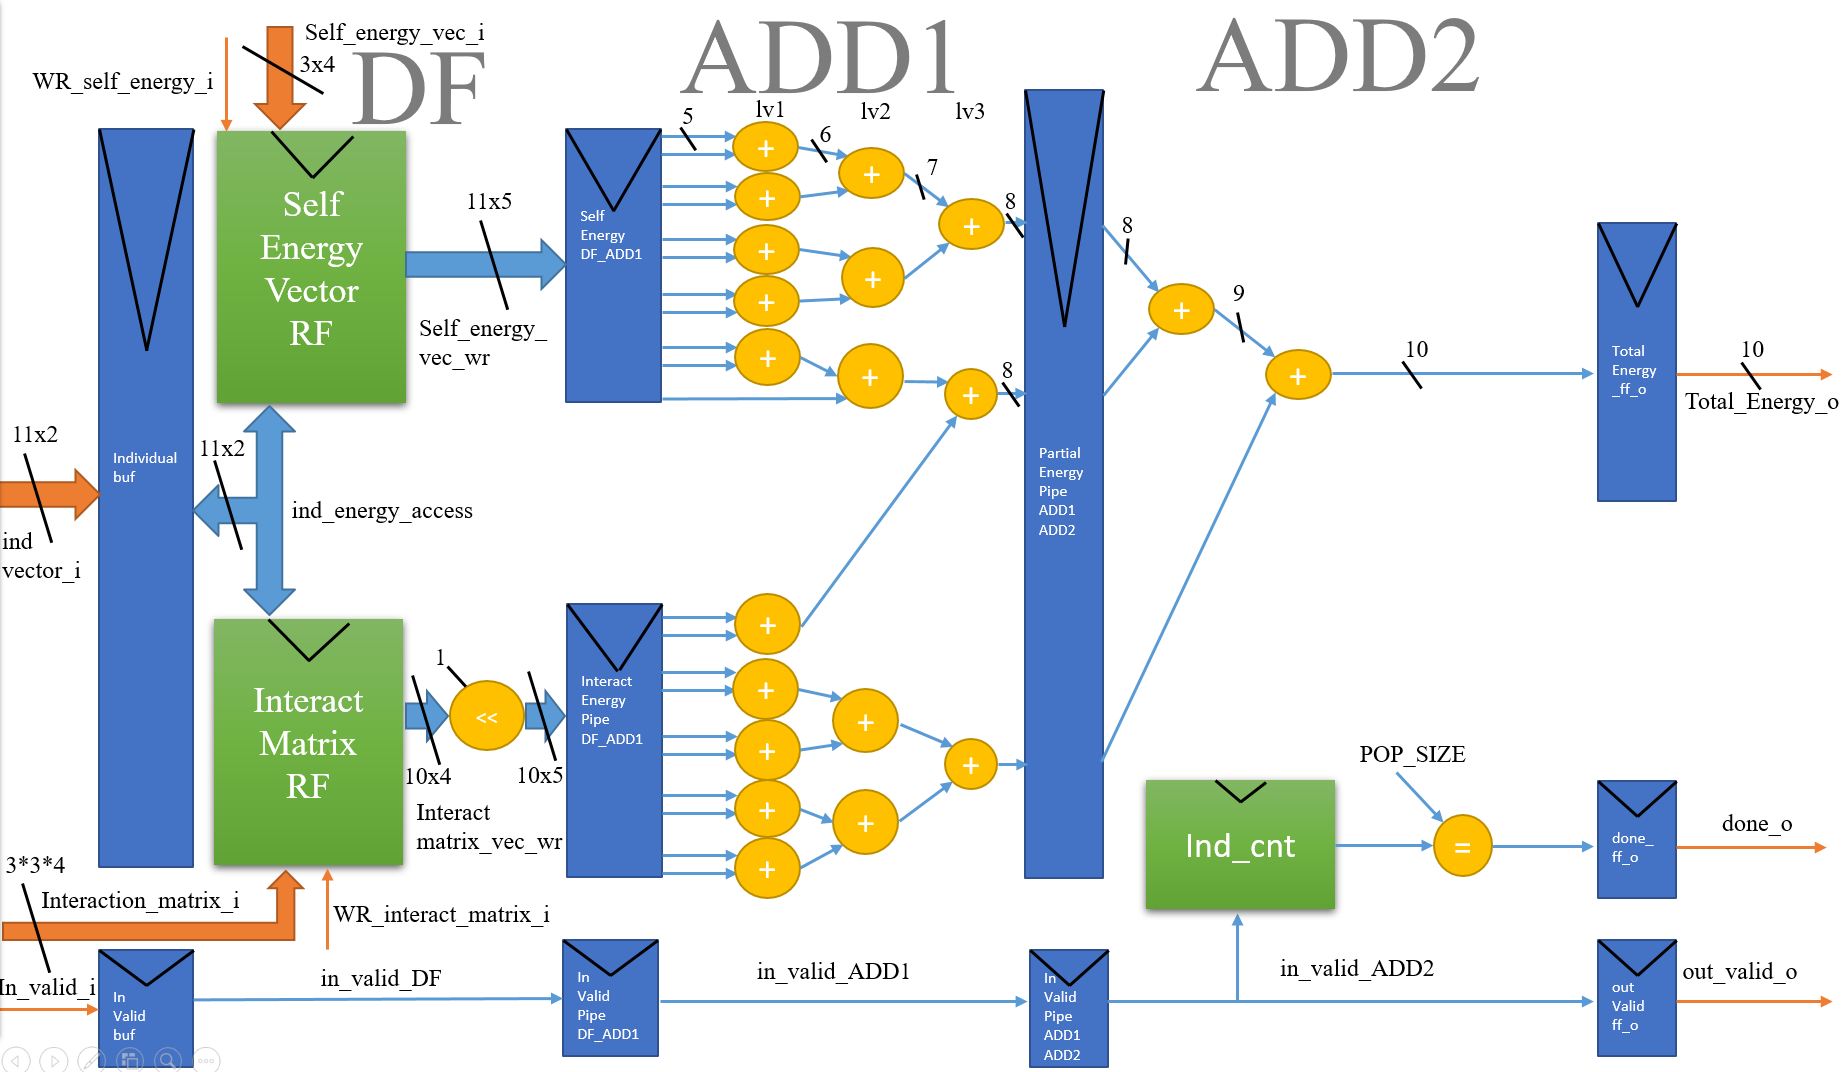 DF
ADD1
ADD2
Self_energy_vec_i
3x4
WR_self_energy_i
lv1
lv2
lv3
5
6
7
8
8
9
8
10
10
Self
Energy
Vector
RF
11x5
Self_energy_
vec_wr
Self
Energy
DF_ADD1
Individual
buf
11x2
ind
vector_i
11x2
ind_energy_access
+
+
+
+
+
+
+
+
+
+
+
+
Partial
Energy
Pipe
ADD1
ADD2
Total
Energy
_ff_o
Total_Energy_o
Interact
Matrix
RF
1
<<
10x4
10x5
Interact
matrix_vec_wr
Interact
Energy
Pipe
DF_ADD1
+
+
+
+
+
+
+
+
3*3*4
Interaction_matrix_i
WR_interact_matrix_i
POP_SIZE
Ind_cnt
=
done_
ff_o
done_o
In_valid_i
In
Valid
buf
in_valid_DF
In
Valid
Pipe
DF_ADD1
in_valid_ADD1
In
Valid
Pipe
ADD1
ADD2
in_valid_ADD2
out
Valid
ff_o
out_valid_o